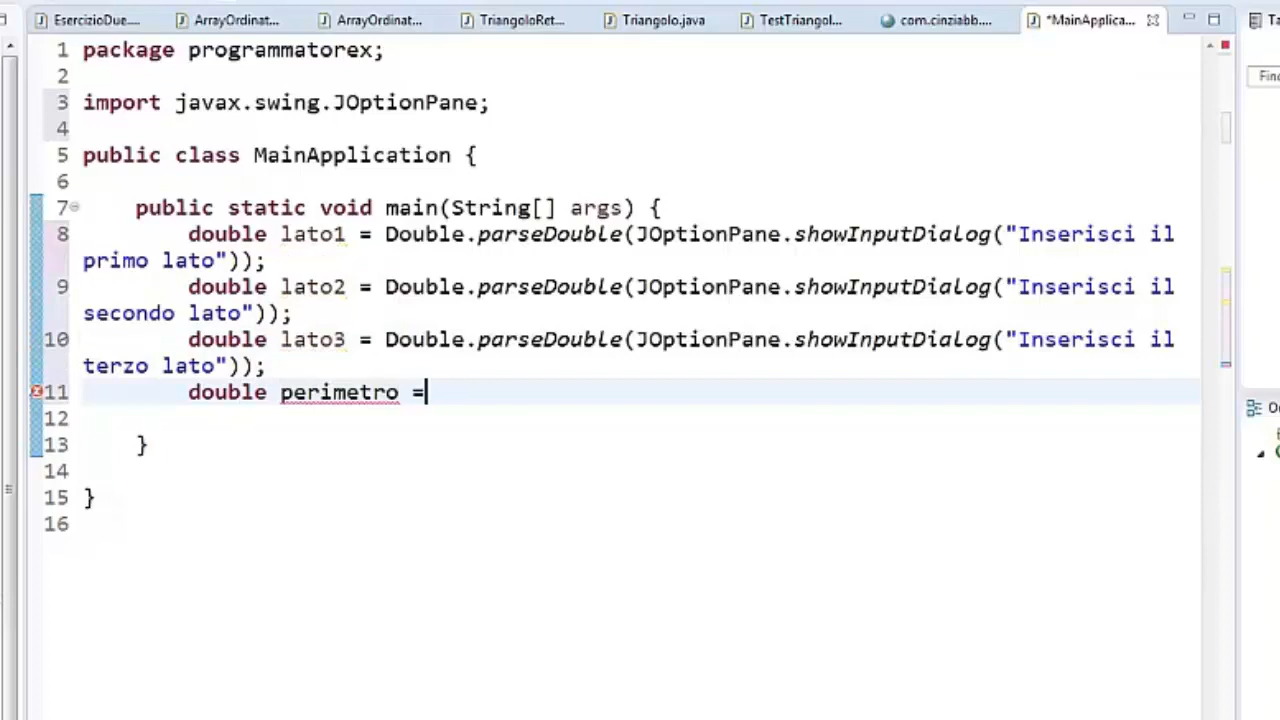 EsercizioDue....
ArrayOrdinat...
ArrayOrdinat...
TriangoloRet...
Triangolo.java
TestTriangol...
com.cinziabb....
*MainApplica...
Ta
Find
1 package programmatorex;
2
3 import javax.swing.JOptionPane;
4
5 public class MainApplication {
6
7 public static void main(String[] args) {
8 double lato1 = Double.parseDouble(JOptionPane.showInputDialog("Inserisci il
primo lato"));
9 double lato2 = Double.parseDouble(JOptionPane.showInputDialog("Inserisci il
secondo lato"));
10 double lato3 = Double.parseDouble(JOptionPane.showInputDialog("Inserisci il
terzo lato"));
11 double perimetro =
12
13 }
14
15 }
16